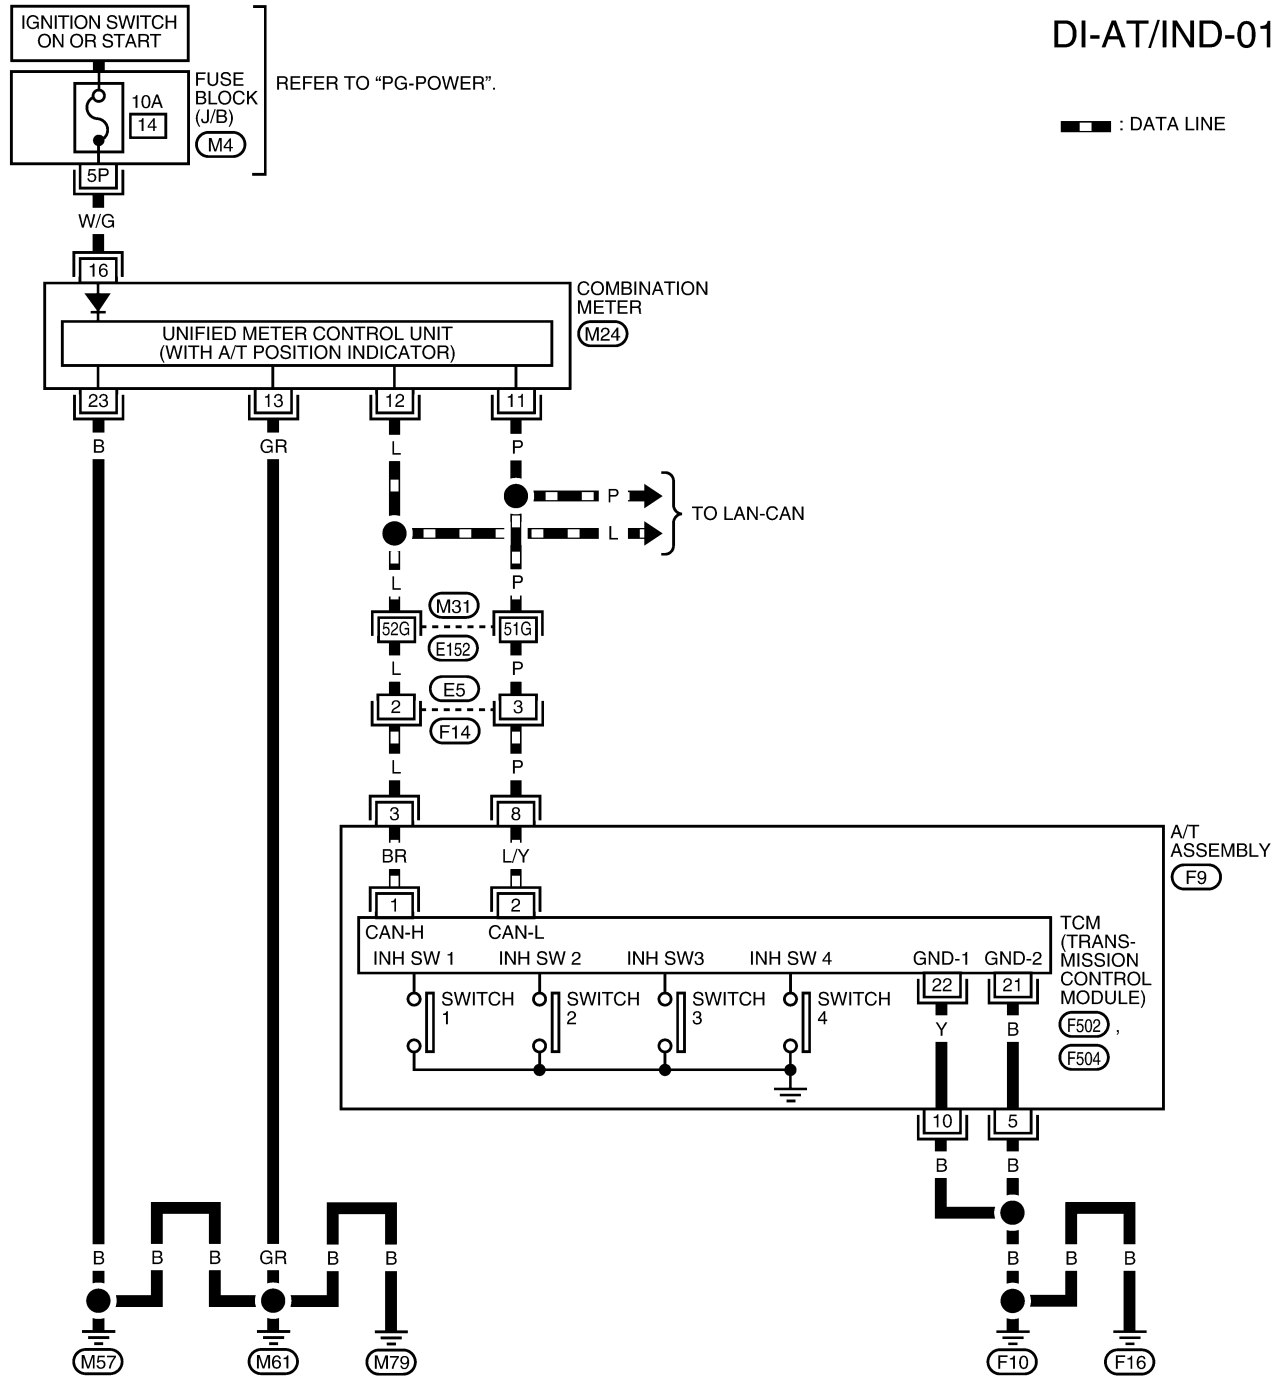 IGNITION SWITCH
ON OR START
DI-AT/IND-01
FUSE
BLOCK
(J/B)
M4
REFER TO “PG-POWER”.
10A
14
: DATA LINE
5P
W/G
16
COMBINATION
METER
M24
UNIFIED METER CONTROL UNIT
(WITH A/T POSITION INDICATOR)
23 13 12 11
B GR L P
P
TO LAN-CAN
L
L P
M31
52G 51G
E152
L P
E5
2 3
F14
L P
3 8
A/T
ASSEMBLY
F9
BR L/Y
1 2
CAN-H CAN-L
INH SW 1 INH SW 2 INH SW3 INH SW 4 GND-1 GND-2
TCM
(TRANS-
MISSION
CONTROL
MODULE)
F502 ,
F504
22 21
SWITCH
1
SWITCH
2
SWITCH
3
SWITCH
4
Y B
10 5
B B
B B B GR B B B B B
M57 M61 M79 F10 F16